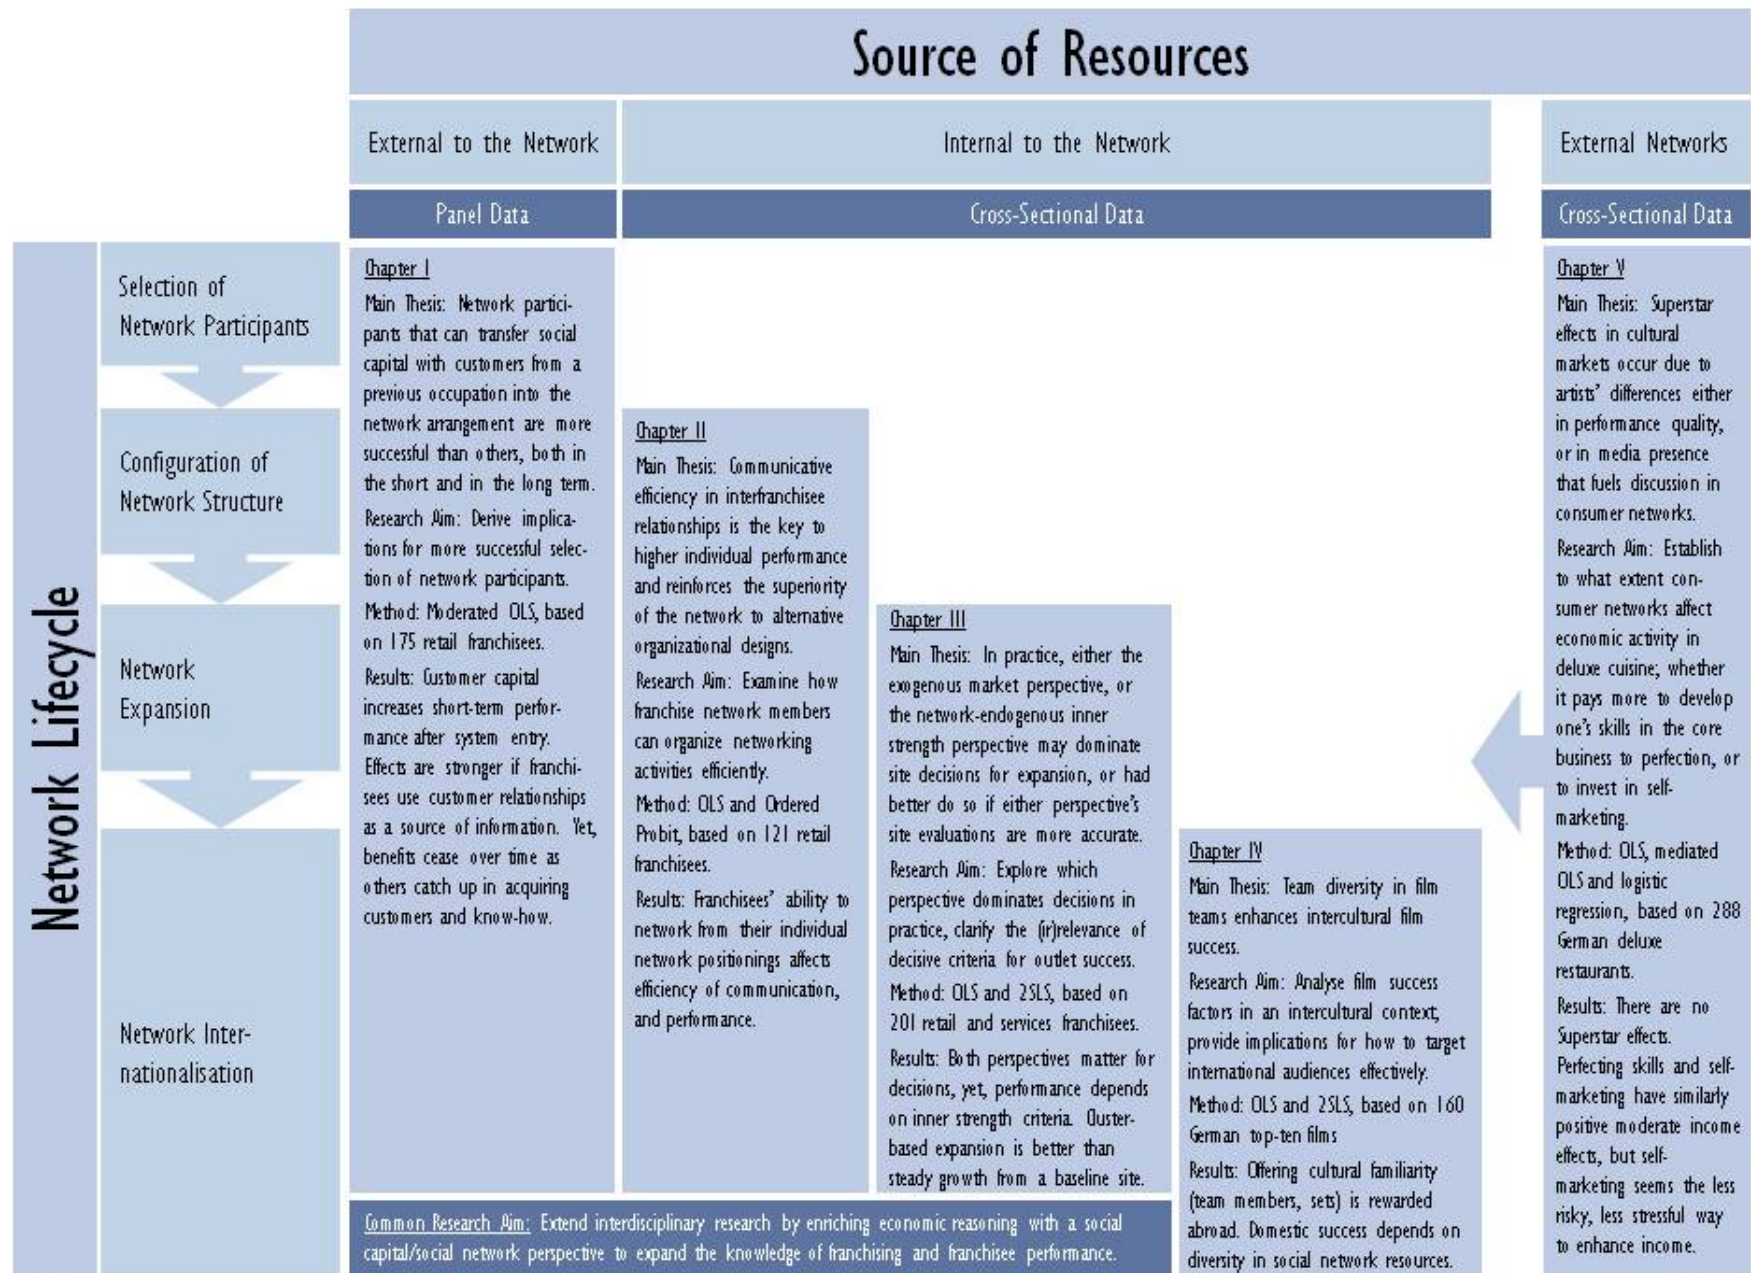 Source of Resources
External to the Network
Internal to the Network
External Networks
Panel Data
Cross-Sectional Data
Cross-Sectional Data
Network Lifecycle
Selection of
Network Participants
Configuration of
Network Structure
Network
Expansion
Network Inter-
nationalisation
Chapter I
Main Thesis: Network partici-
pants that can transfer social
capital with customers from a
previous occupation into the
network arrangement are more
successful than others, both in
the short and in the long term.
Research Aim: Derive implica-
tions for more successful selec-
tion of network participants.
Method: Moderated OLS, based
on 175 retail franchisees.
Results: Customer capital
increases short-term perfor-
mance after system entry.
Effects are stronger if franchi-
sees use customer relationships
as a source of information. Yet,
benefits cease over time as
others catch up in acquiring
customers and know-how.
Chapter II
Main Thesis: Communicative
efficiency in interfranchisee
relationships is the key to
higher individual performance
and reinforces the superiority
of the network to alternative
organizational designs.
Research Aim: Examine how
franchise network members
can organize networking
activities efficiently.
Method: OLS and Ordered
Probit, based on 121 retail
franchisees.
Results: Franchisees' ability to
network from their individual
network positionings affects
efficiency of communication,
and performance.
Chapter III
Main Thesis: In practice, either the
exogenous market perspective, or
the network-endogenous inner
strength perspective may dominate
site decisions for expansion, or had
better do so if either perspective's
site evaluations are more accurate.
Research Aim: Explore which
perspective dominates decisions in
practice, clarify the (ir)relevance of
decisive criteria for outlet success.
Method: OLS and 2SLS, based on
201 retail and services franchisees.
Results: Both perspectives matter for
decisions, yet, performance depends
on inner strength criteria. Cluster-
based expansion is better than
steady growth from a baseline site.
Chapter IV
Main Thesis: Team diversity in film
teams enhances intercultural film
success.
Research Aim: Analyse film success
factors in an intercultural context,
provide implications for how to target
international audiences effectively.
Method: OLS and 2SLS, based on 160
German top-ten films
Results: Offering cultural familiarity
(team members, sets) is rewarded
abroad. Domestic success depends on
diversity in social network resources.
Chapter V
Main Thesis: Superstar
effects in cultural
markets occur due to
artists' differences either
in performance quality,
or in media presence
that fuels discussion in
consumer networks.
Research Aim: Establish
to what extent con-
sumer networks affect
economic activity in
deluxe cuisine; whether
it pays more to develop
one's skills in the core
business to perfection, or
to invest in self-
marketing.
Method: OLS, mediated
OLS and logistic
regression, based on 288
German deluxe
restaurants.
Results: There are no
Superstar effects.
Perfecting skills and self-
marketing have similarly
positive moderate income
effects, but self-
marketing seems the less
risky, less stressful way
to enhance income.
Common Research Aim: Extend interdisciplinary research by enriching economic reasoning with a social
capital/social network perspective to expand the knowledge of franchising and franchisee performance.